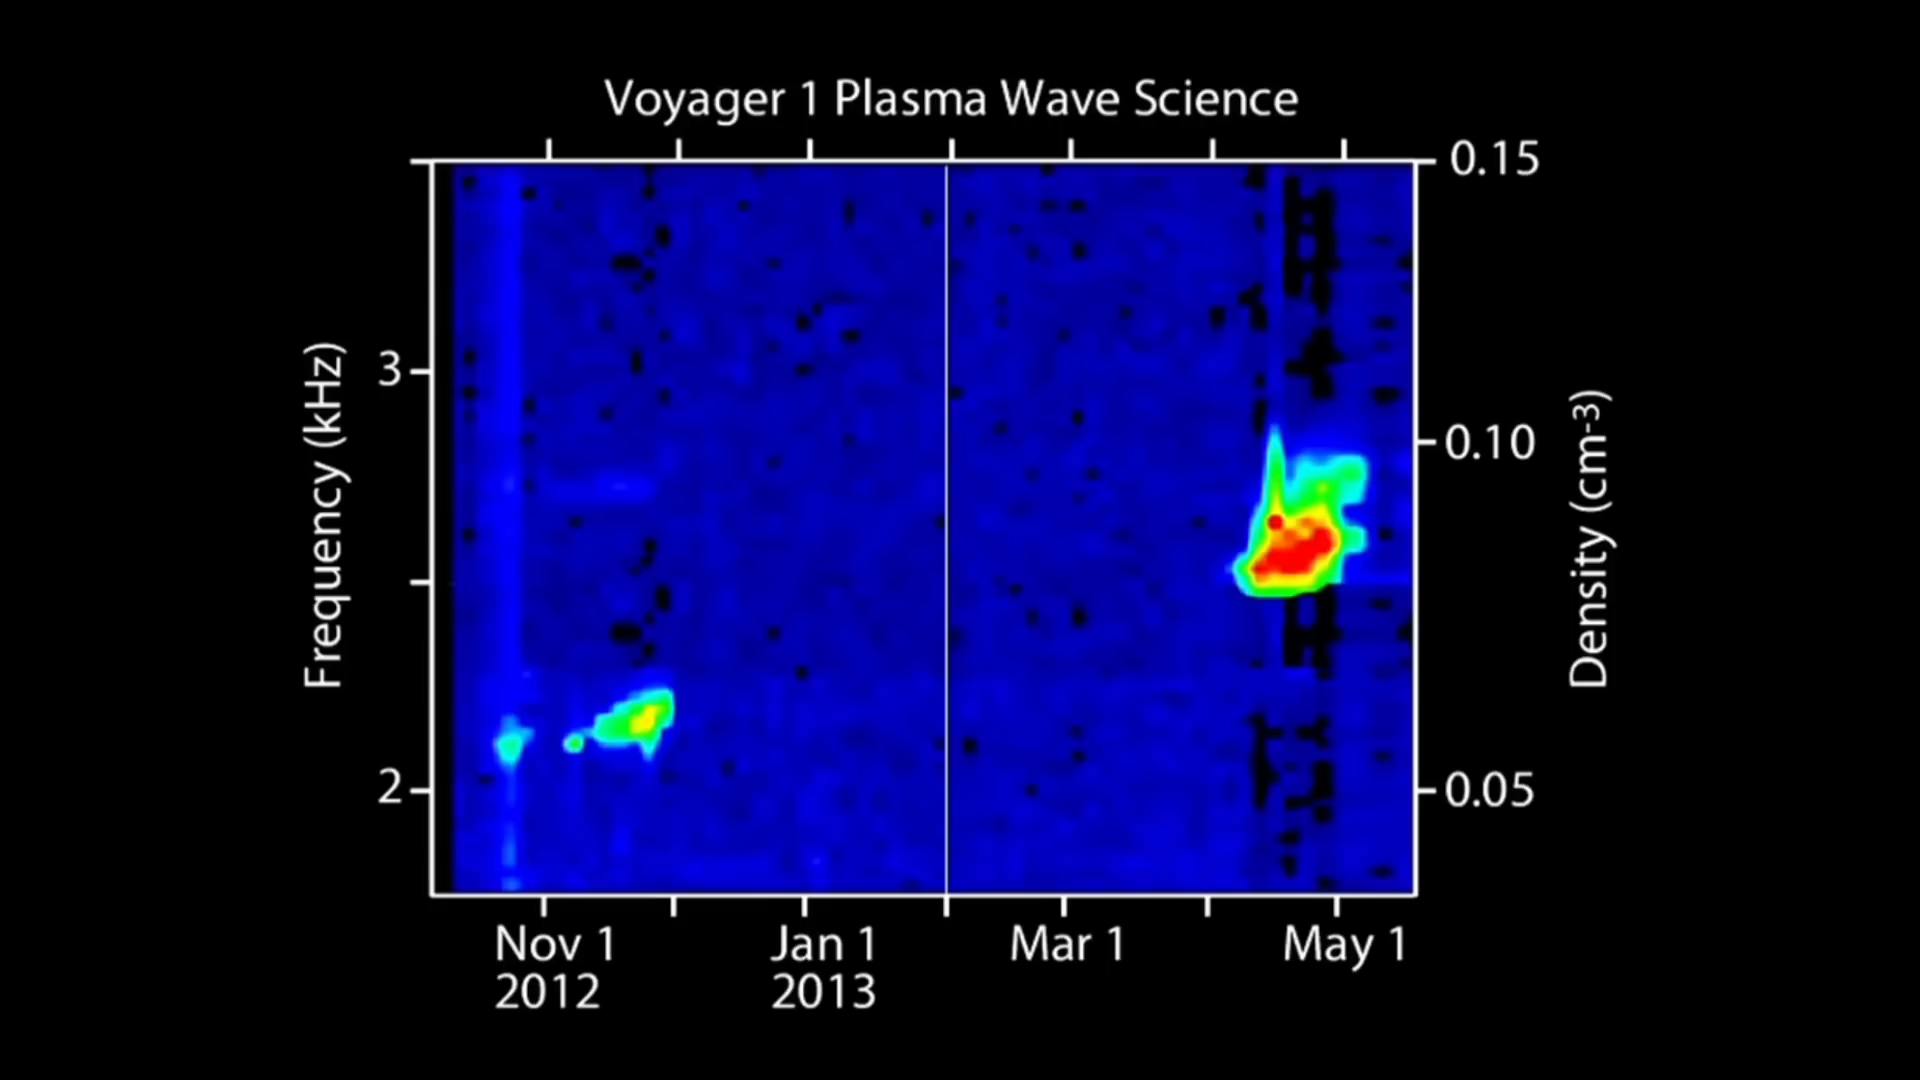 Voyager 1 Plasma Wave Science
0.15
3
0.10
2
0.05
Frequency (kHz)
Density (cm-3)
Nov 1
2012
Jan 1
2013
Mar 1
May 1